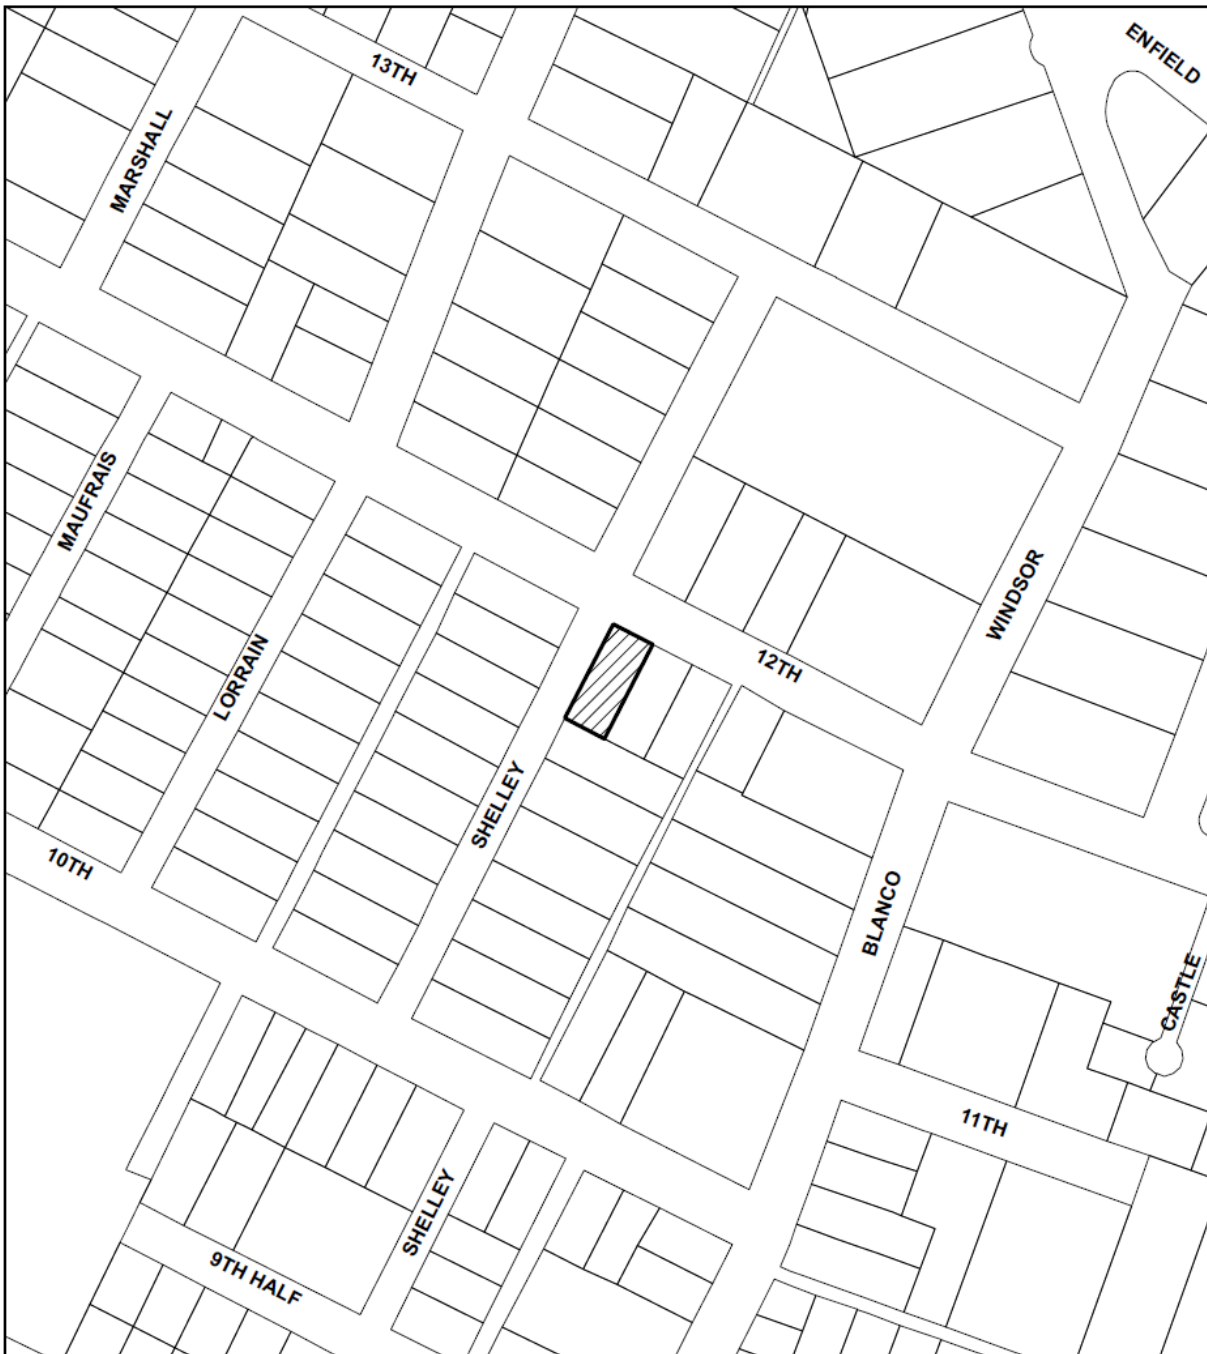 ENFIELD
13TH
MARSHALL
MAUFRAIS
WINDSOR
12TH
LORRAIN
SHELLEY
10TH
BLANCO
CASTLE
11TH
SHELLEY
9TH HALF